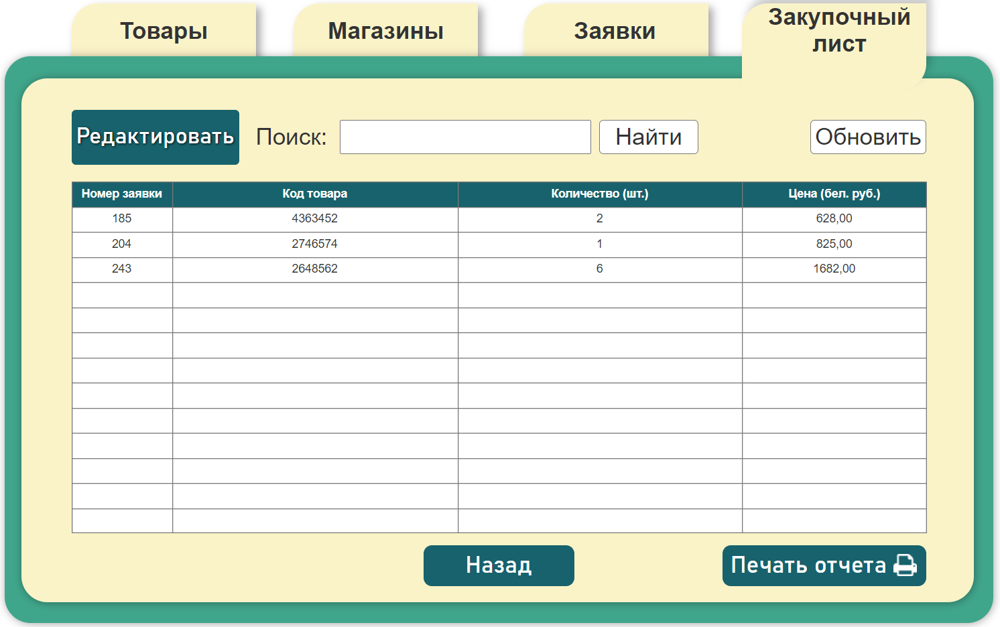 Товары
Магазины
Заявки
Закупочный
лист
Редактировать
Поиск:
Найти
Обновить
Номер заявки Код товара Количество (шт.) Цена (бел. руб.)
185 4363452 2 628,00
204 2746574 1 825,00
243 2648562 6 1682,00
Назад
Печать отчета